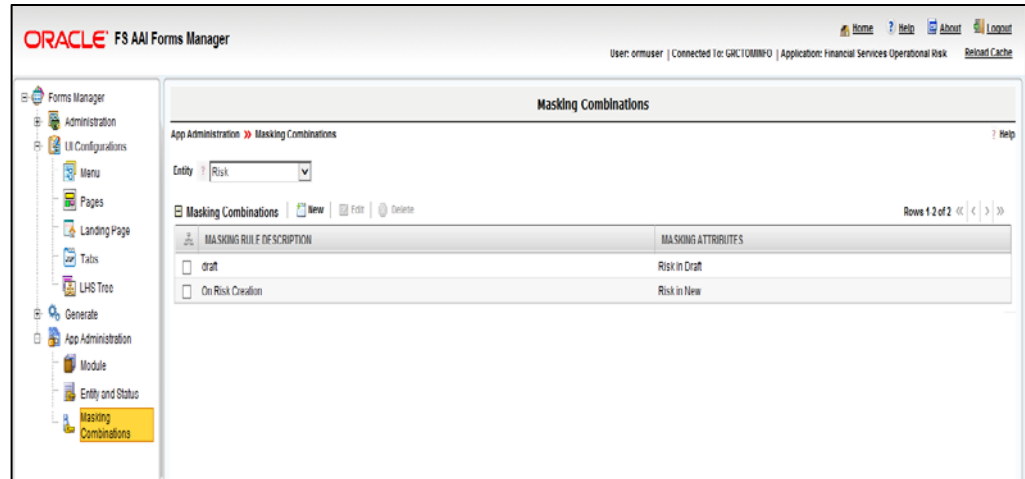 Home ? Help About Logout
ORACLE FS AAI Forms Manager
User: ormuser | Connected To: GRCTOMINFO | Application: Financial Services Operational Risk Reload Cache
Forms Manager
Administration
UI Configurations
Menu
Pages
Landing Page
Tabs
LHS Tree
Generate
App Administration
Module
Entity and Status
Masking
Combinations
Masking Combinations
App Administration » Masking Combinations
? Help
Entity ? Risk
Masking Combinations | New | Edit | Delete
Rows 1 2 of 2
MASKING RULE DESCRIPTION MASKING ATTRIBUTES
draft Risk in Draft
On Risk Creation Risk in New